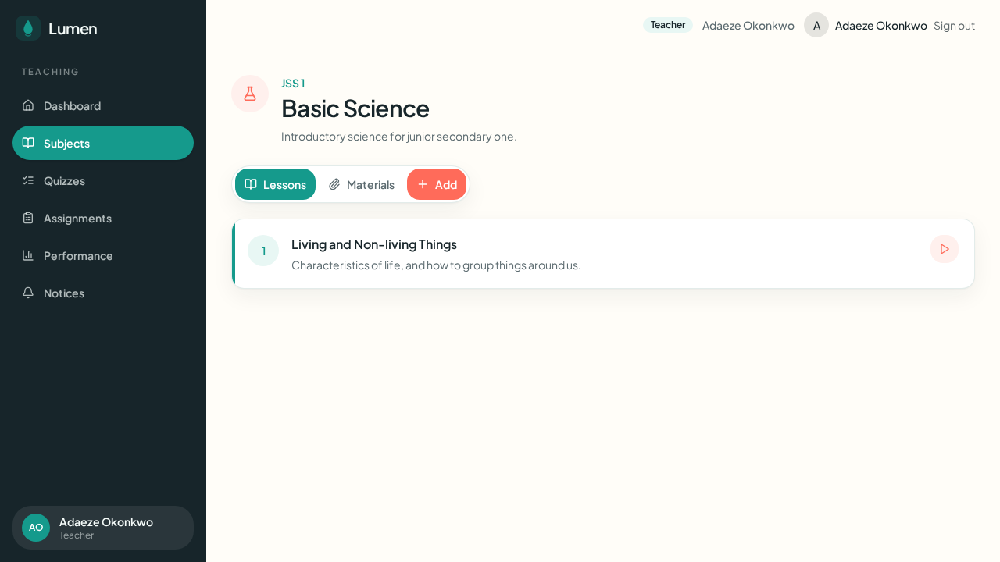 Lumen
TEACHING
Dashboard
Subjects
Quizzes
Assignments
Performance
Notices
AO
Adaeze Okonkwo
Teacher
Teacher
Adaeze Okonkwo
A
Adaeze Okonkwo
Sign out
JSS 1
Basic Science
Introductory science for junior secondary one.
Lessons
Materials
Add
1
Living and Non-living Things
Characteristics of life, and how to group things around us.